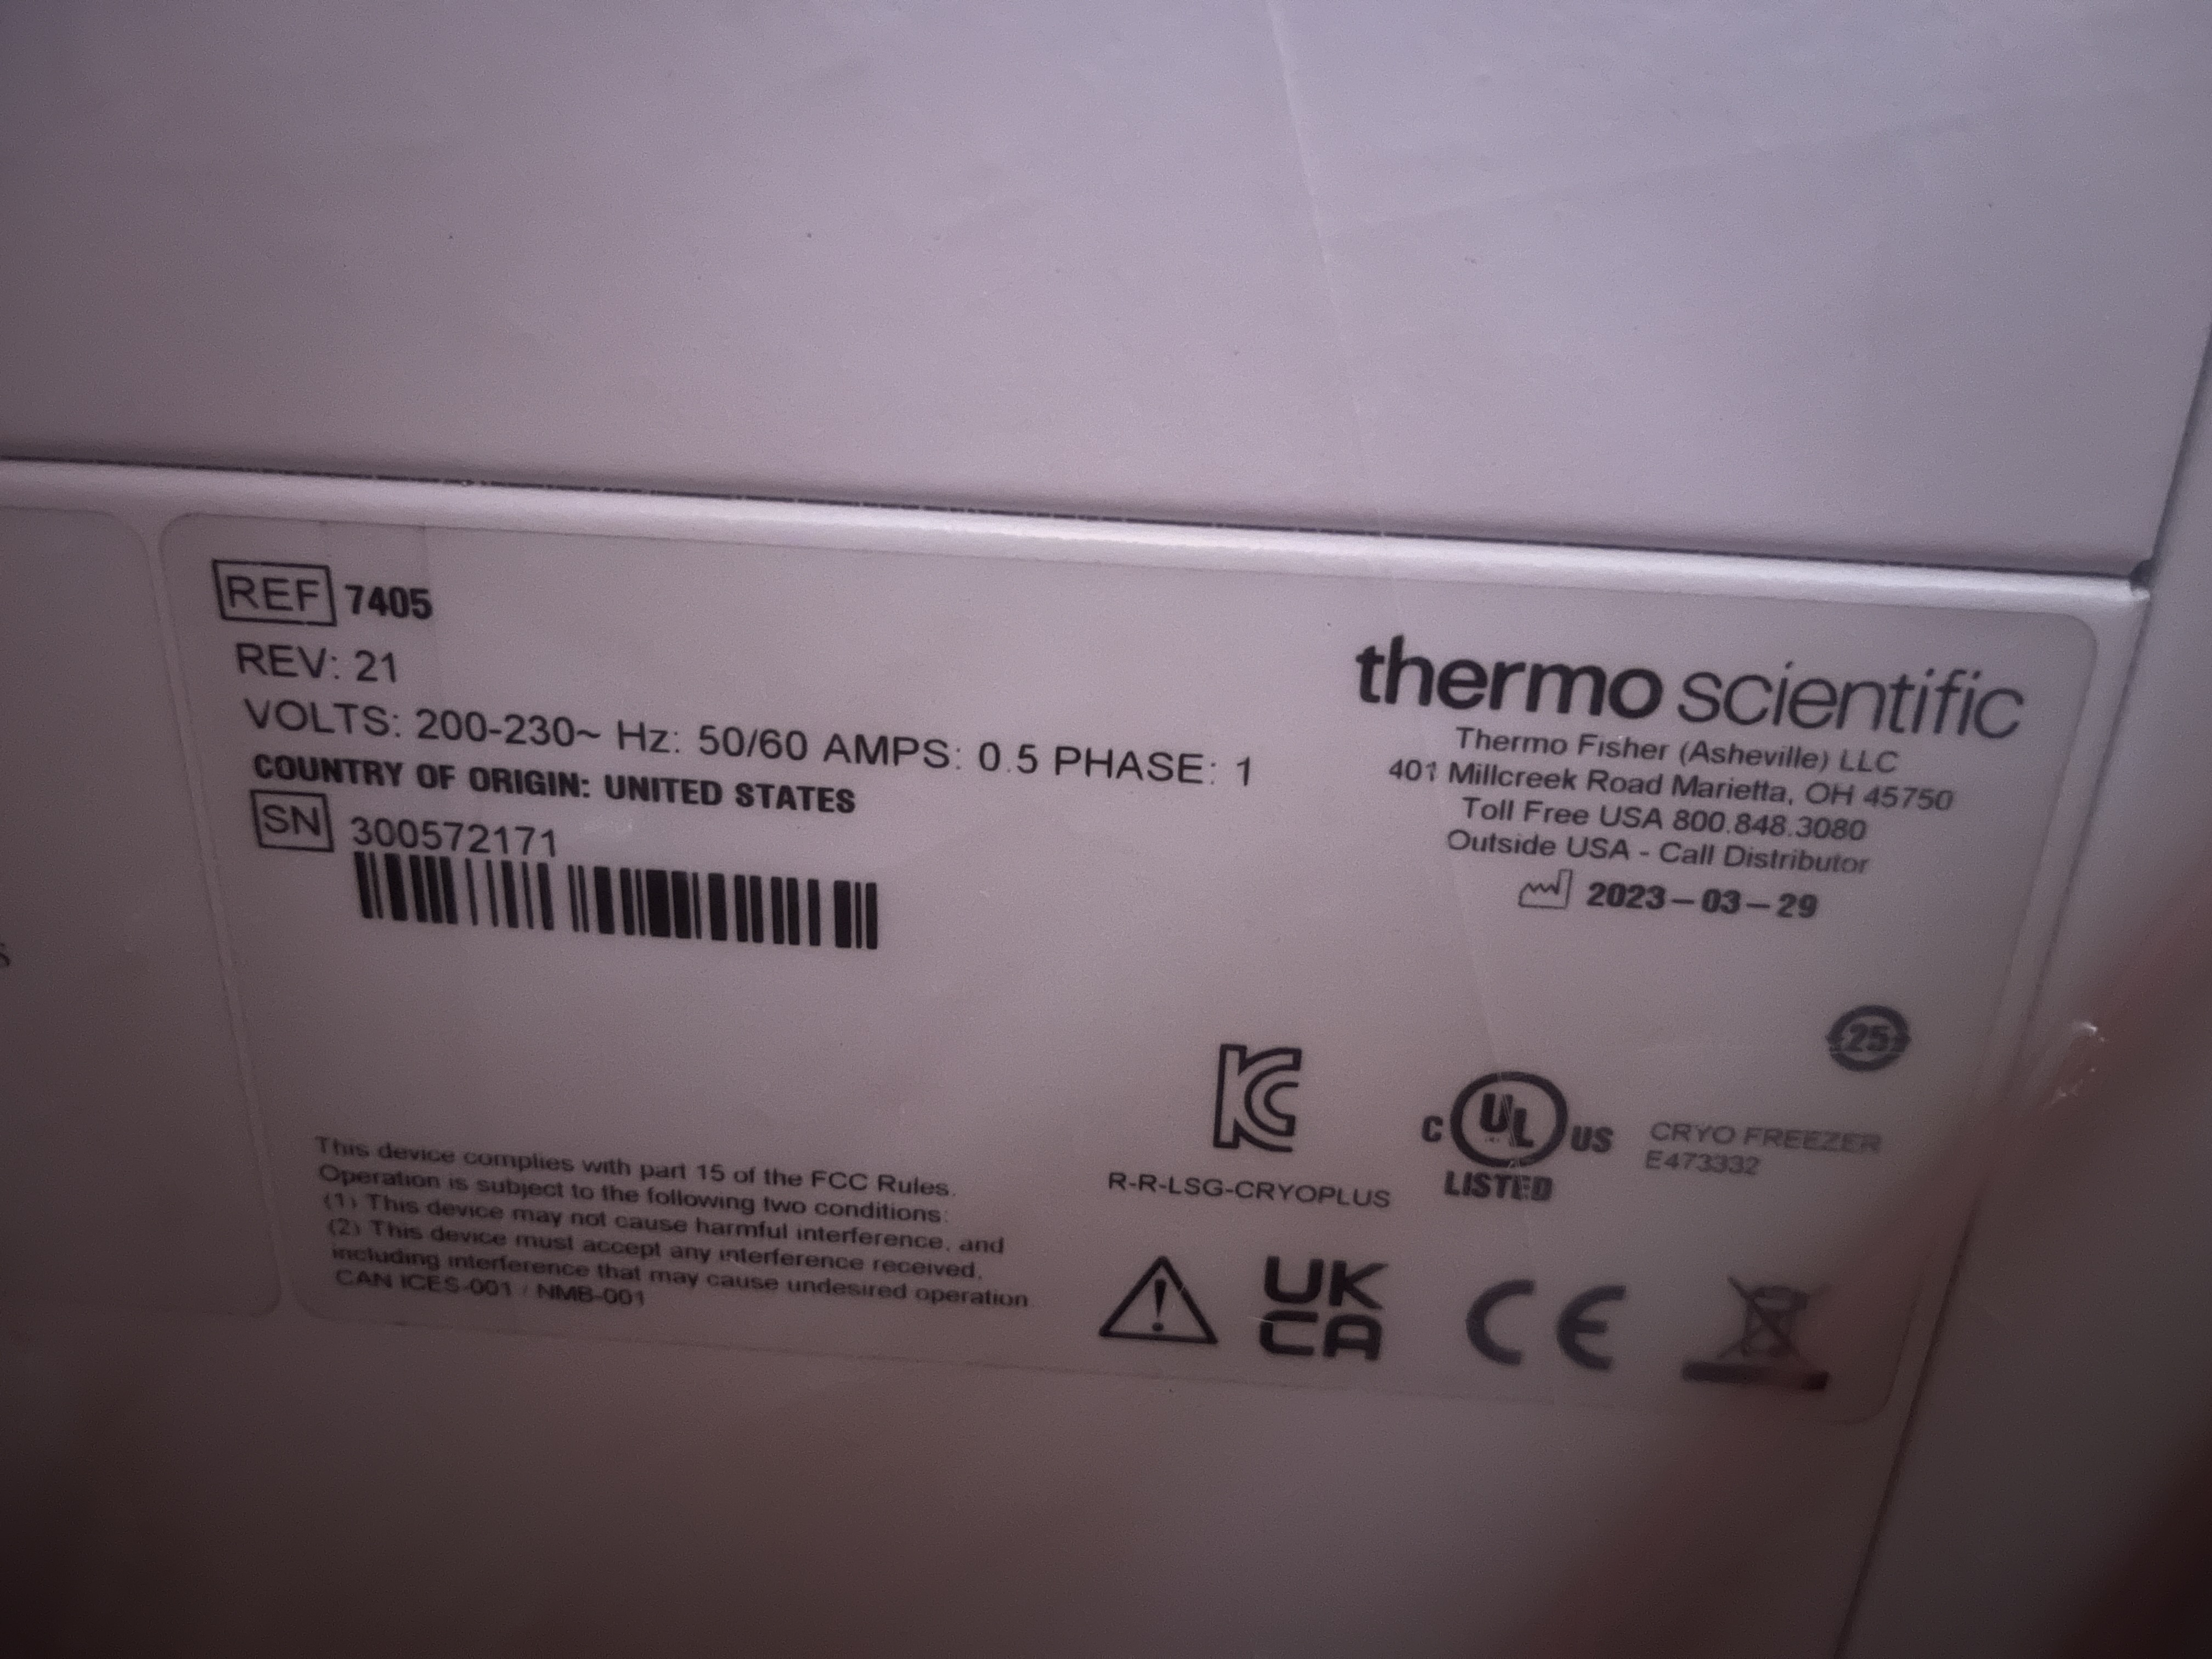 REF 7405
REV: 21
VOLTS: 200-230~ Hz: 50/60 AMPS: 0.5 PHASE: 1
COUNTRY OF ORIGIN: UNITED STATES
SN 300572171
thermo scientific
Thermo Fisher (Asheville) LLC
401 Millcreek Road Marietta, OH 45750
Toll Free USA 800.848.3080
Outside USA - Call Distributor
2023-03-29
25
This device complies with part 15 of the FCC Rules.
Operation is subject to the following two conditions:
(1) This device may not cause harmful interference, and
(2) This device must accept any interference received,
including interference that may cause undesired operation.
CAN ICES-001 / NMB-001
R-R-LSG-CRYOPLUS
C UL US
LISTED
CRYO FREEZER
E473332
UK
CA
CE